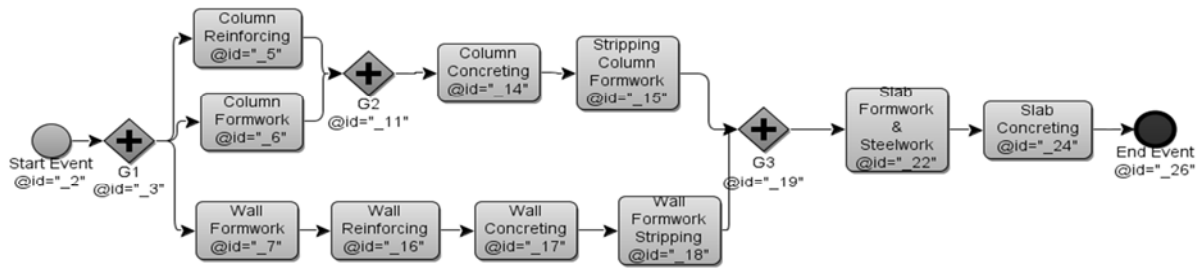 Column
Reinforcing
@id="_5"
Column
Formwork
@id="_6"
Start Event
@id="_2"
G1
@id="_3"
G2
@id="_11"
Column
Concreting
@id="_14"
Stripping
Column
Formwork
@id="_15"
Wall
Formwork
@id="_7"
Wall
Reinforcing
@id="_16"
Wall
Concreting
@id="_17"
Wall
Formwork
Stripping
@id="_18"
G3
@id="_19"
Slab
Formwork
&
Steelwork
@id="_22"
Slab
Concreting
@id="_24"
End Event
@id="_26"